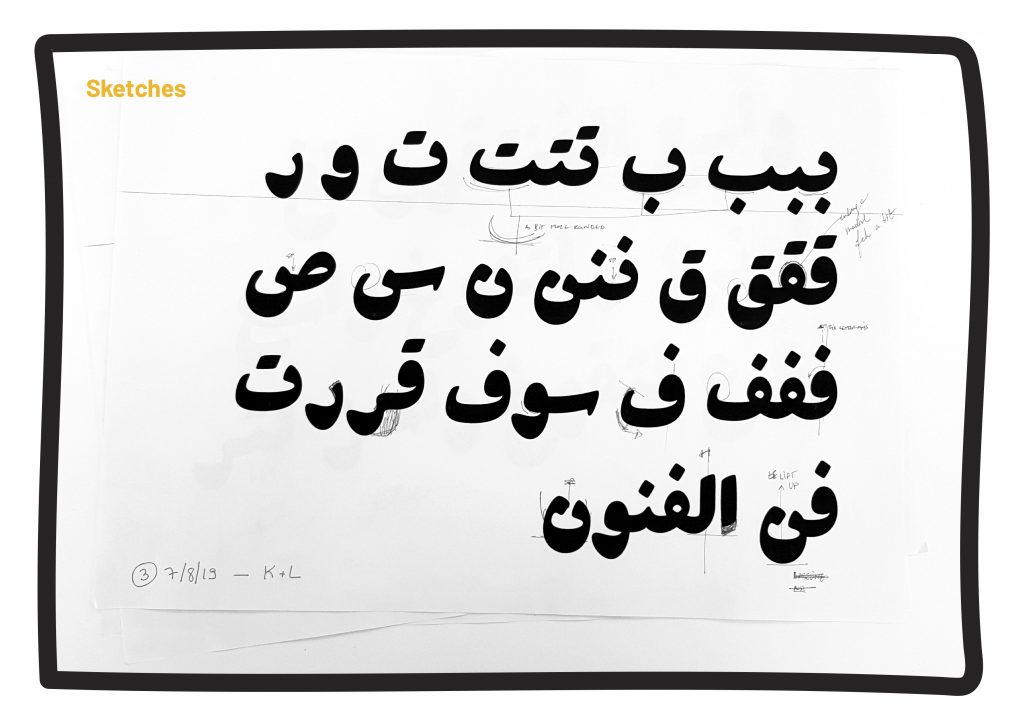 Sketches
ببب ب تتت ت و ر
A BIT MORE ROUNDED
ققق ق ننن ن س ص
ففف ف سوف قررت
LIFT UP
فن الفنون
3 7/8/19 — K+L